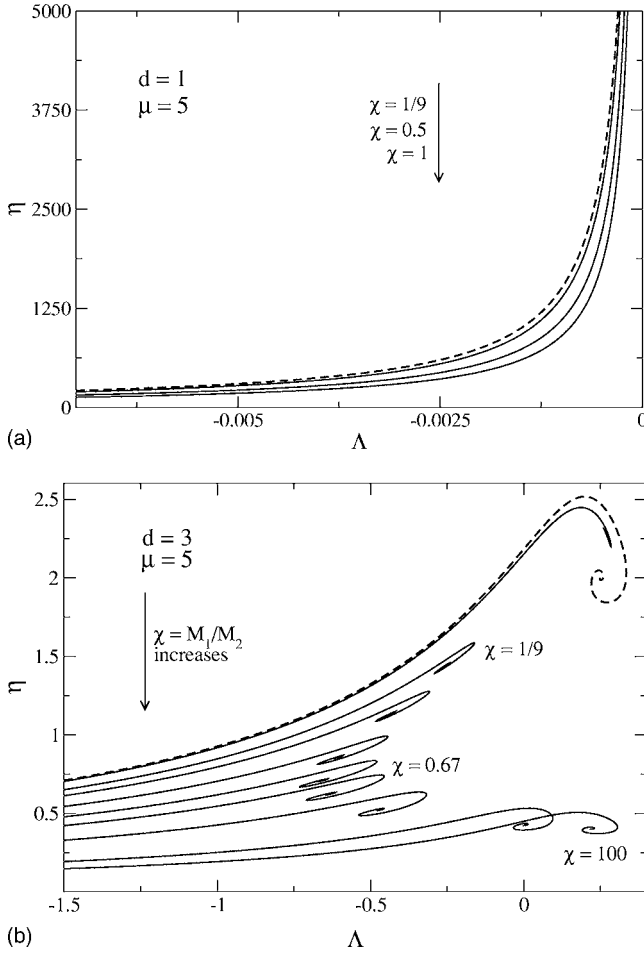 5000
3750
2500
1250
0
η
d = 1
μ = 5
χ = 1/9
χ = 0.5
χ = 1
-0.005
-0.0025
0
Λ
(a)
2.5
2
1.5
1
0.5
η
d = 3
μ = 5
χ = M1/M2
increases
χ = 1/9
χ = 0.67
χ = 100
-1.5
-1
-0.5
0
Λ
(b)